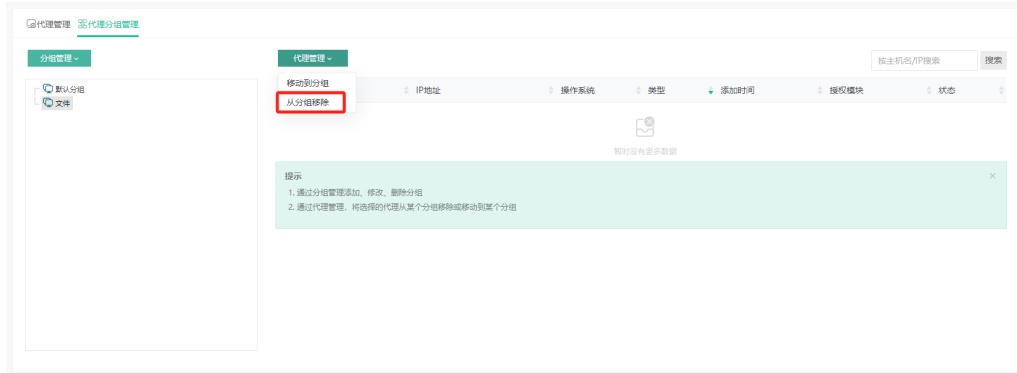 代理管理 代理分组管理
分组管理
代理管理
按主机名/IP搜索 搜索
默认分组
文件
移动到分组
从分组移除
IP地址 操作系统 类型 添加时间 授权模块 状态
暂时没有更多数据
提示
1. 通过分组管理添加、修改、删除分组
2. 通过代理管理，将选择的代理从某个分组移除或移动到某个分组